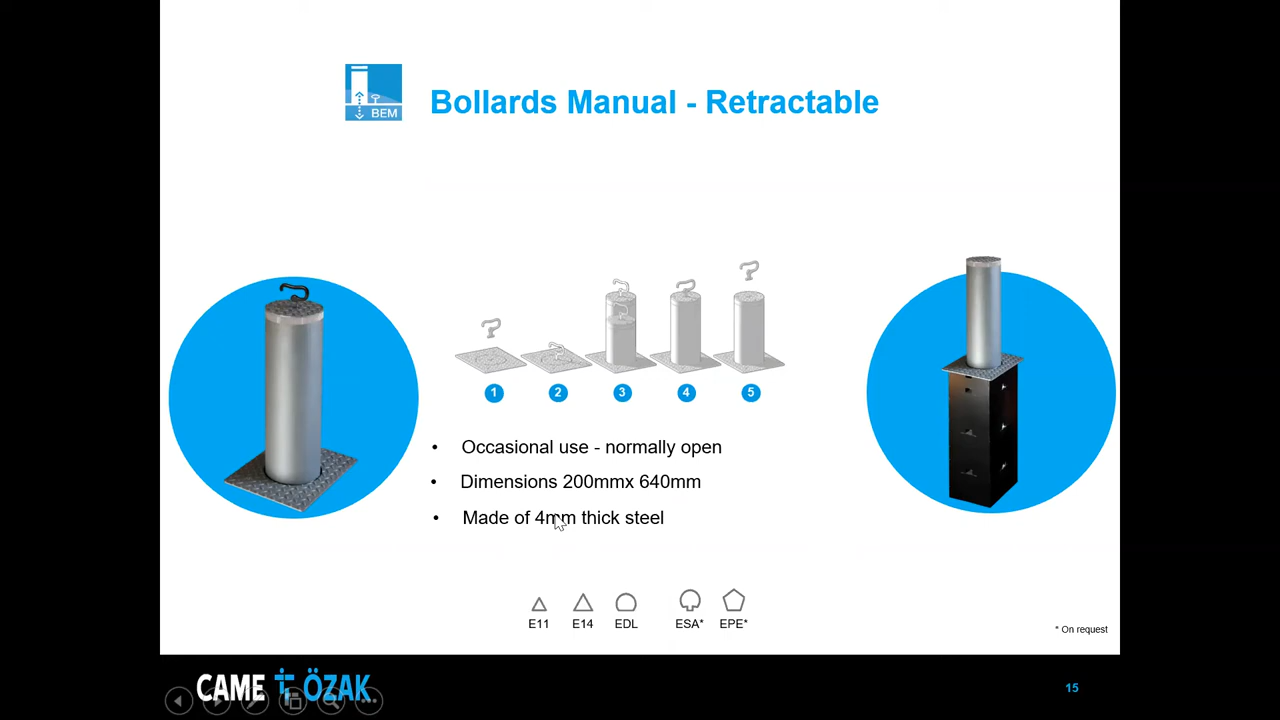 BEM
Bollards Manual - Retractable
1 2 3 4 5
• Occasional use - normally open
• Dimensions 200mmx 640mm
• Made of 4mm thick steel
E11 E14 EDL ESA* EPE*
* On request
CAME ÖZAK
15